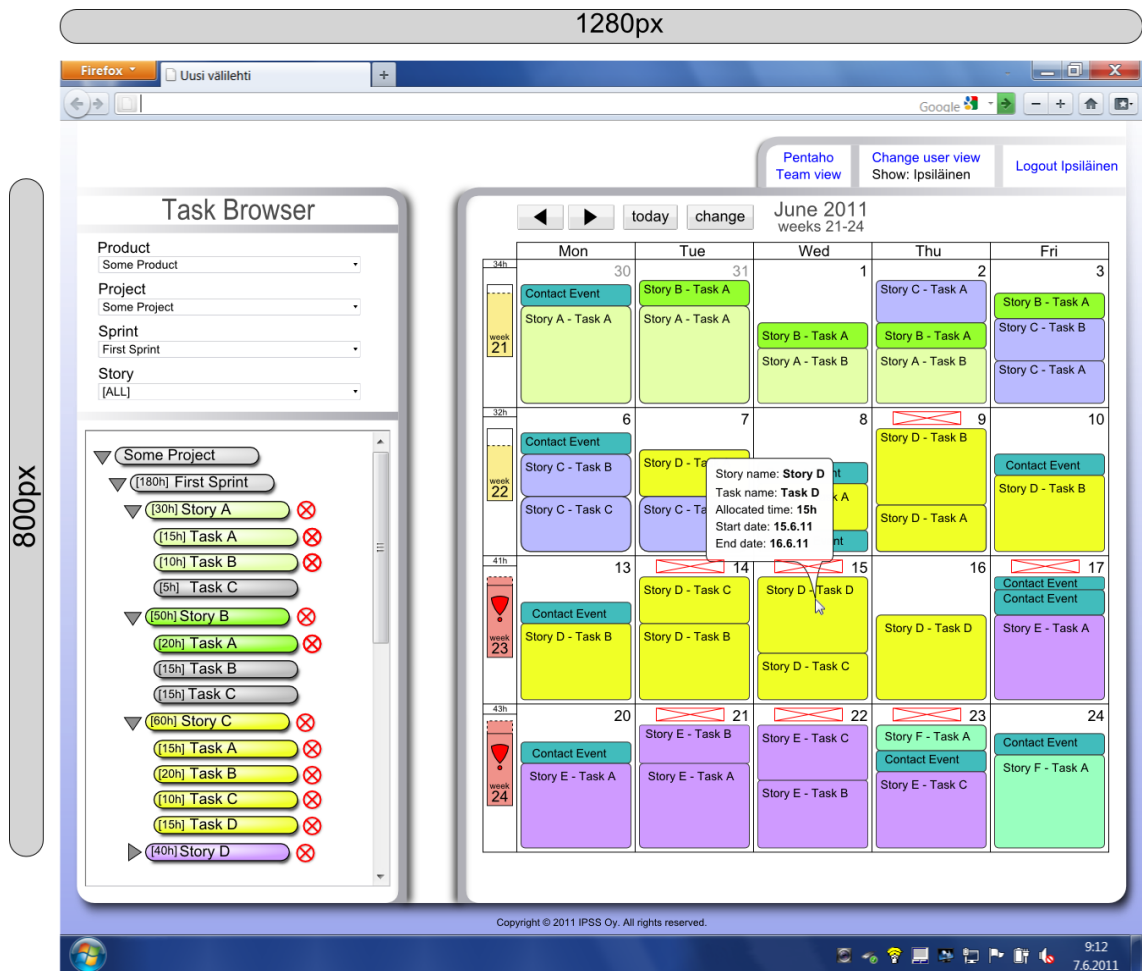 1280px
800px
Firefox
Uusi välilehti
Google
Pentaho
Team view
Change user view
Show: Ipsiläinen
Logout Ipsiläinen
Task Browser
Product
Some Product
Project
Some Project
Sprint
First Sprint
Story
[ALL]
Some Project
[180h] First Sprint
[30h] Story A
[15h] Task A
[10h] Task B
[5h] Task C
[50h] Story B
[20h] Task A
[15h] Task B
[15h] Task C
[60h] Story C
[15h] Task A
[20h] Task B
[10h] Task C
[15h] Task D
[40h] Story D
today
change
June 2011
weeks 21-24
Mon Tue Wed Thu Fri
34h
week
21
30
Contact Event
Story A - Task A
31
Story B - Task A
Story A - Task A
1
Story B - Task A
Story A - Task B
2
Story C - Task A
Story B - Task A
Story A - Task B
3
Story B - Task A
Story C - Task B
Story C - Task A
32h
week
22
6
Contact Event
Story C - Task B
Story C - Task C
7
Story D - Ta
Story C - Ta
8
nt
k A
nt
Story name: Story D
Task name: Task D
Allocated time: 15h
Start date: 15.6.11
End date: 16.6.11
9
Story D - Task B
Story D - Task A
10
Contact Event
Story D - Task B
41h
week
23
13
Contact Event
Story D - Task B
14
Story D - Task C
Story D - Task B
15
Story D - Task D
Story D - Task C
16
Story D - Task D
17
Contact Event
Contact Event
Story E - Task A
43h
week
24
20
Contact Event
Story E - Task A
21
Story E - Task B
Story E - Task A
22
Story E - Task C
Story E - Task B
23
Story F - Task A
Contact Event
Story E - Task C
24
Contact Event
Story F - Task A
Copyright © 2011 IPSS Oy. All rights reserved.
9:12
7.6.2011